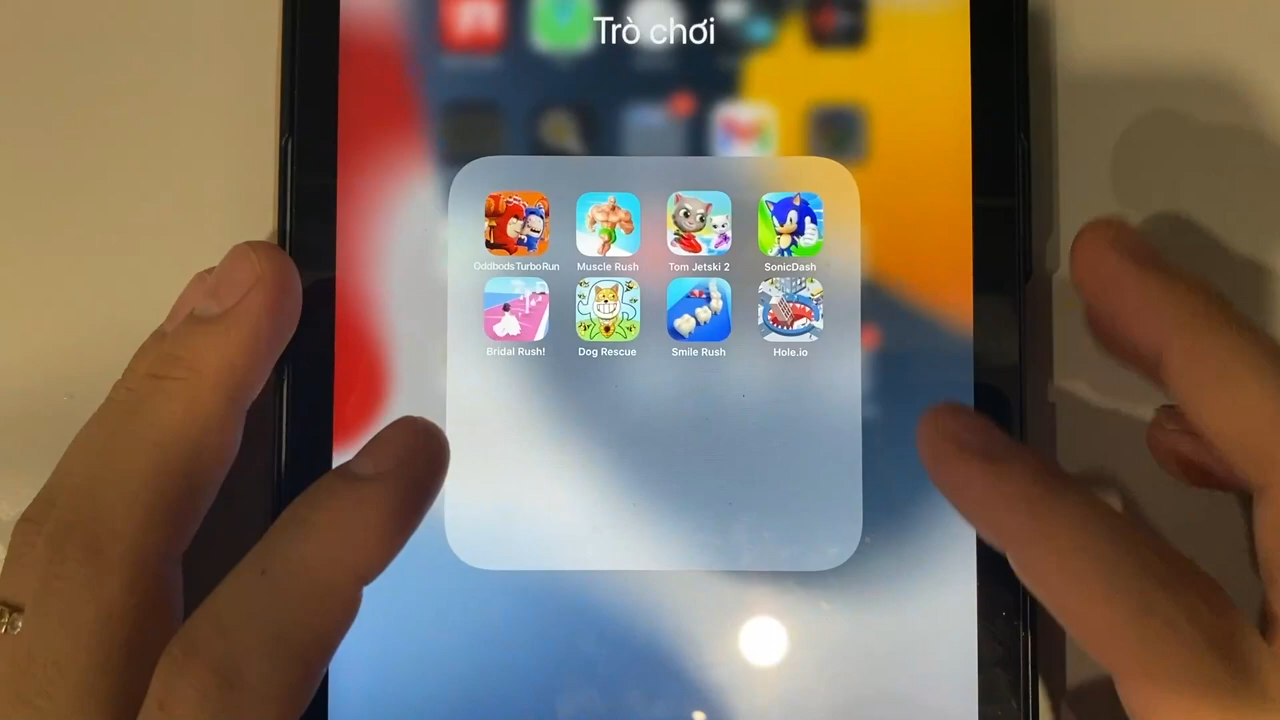 Trò chơi
Oddbods Turbo Run
Muscle Rush
Tom Jetski 2
SonicDash
Bridal Rush!
Dog Rescue
Smile Rush
Hole.io